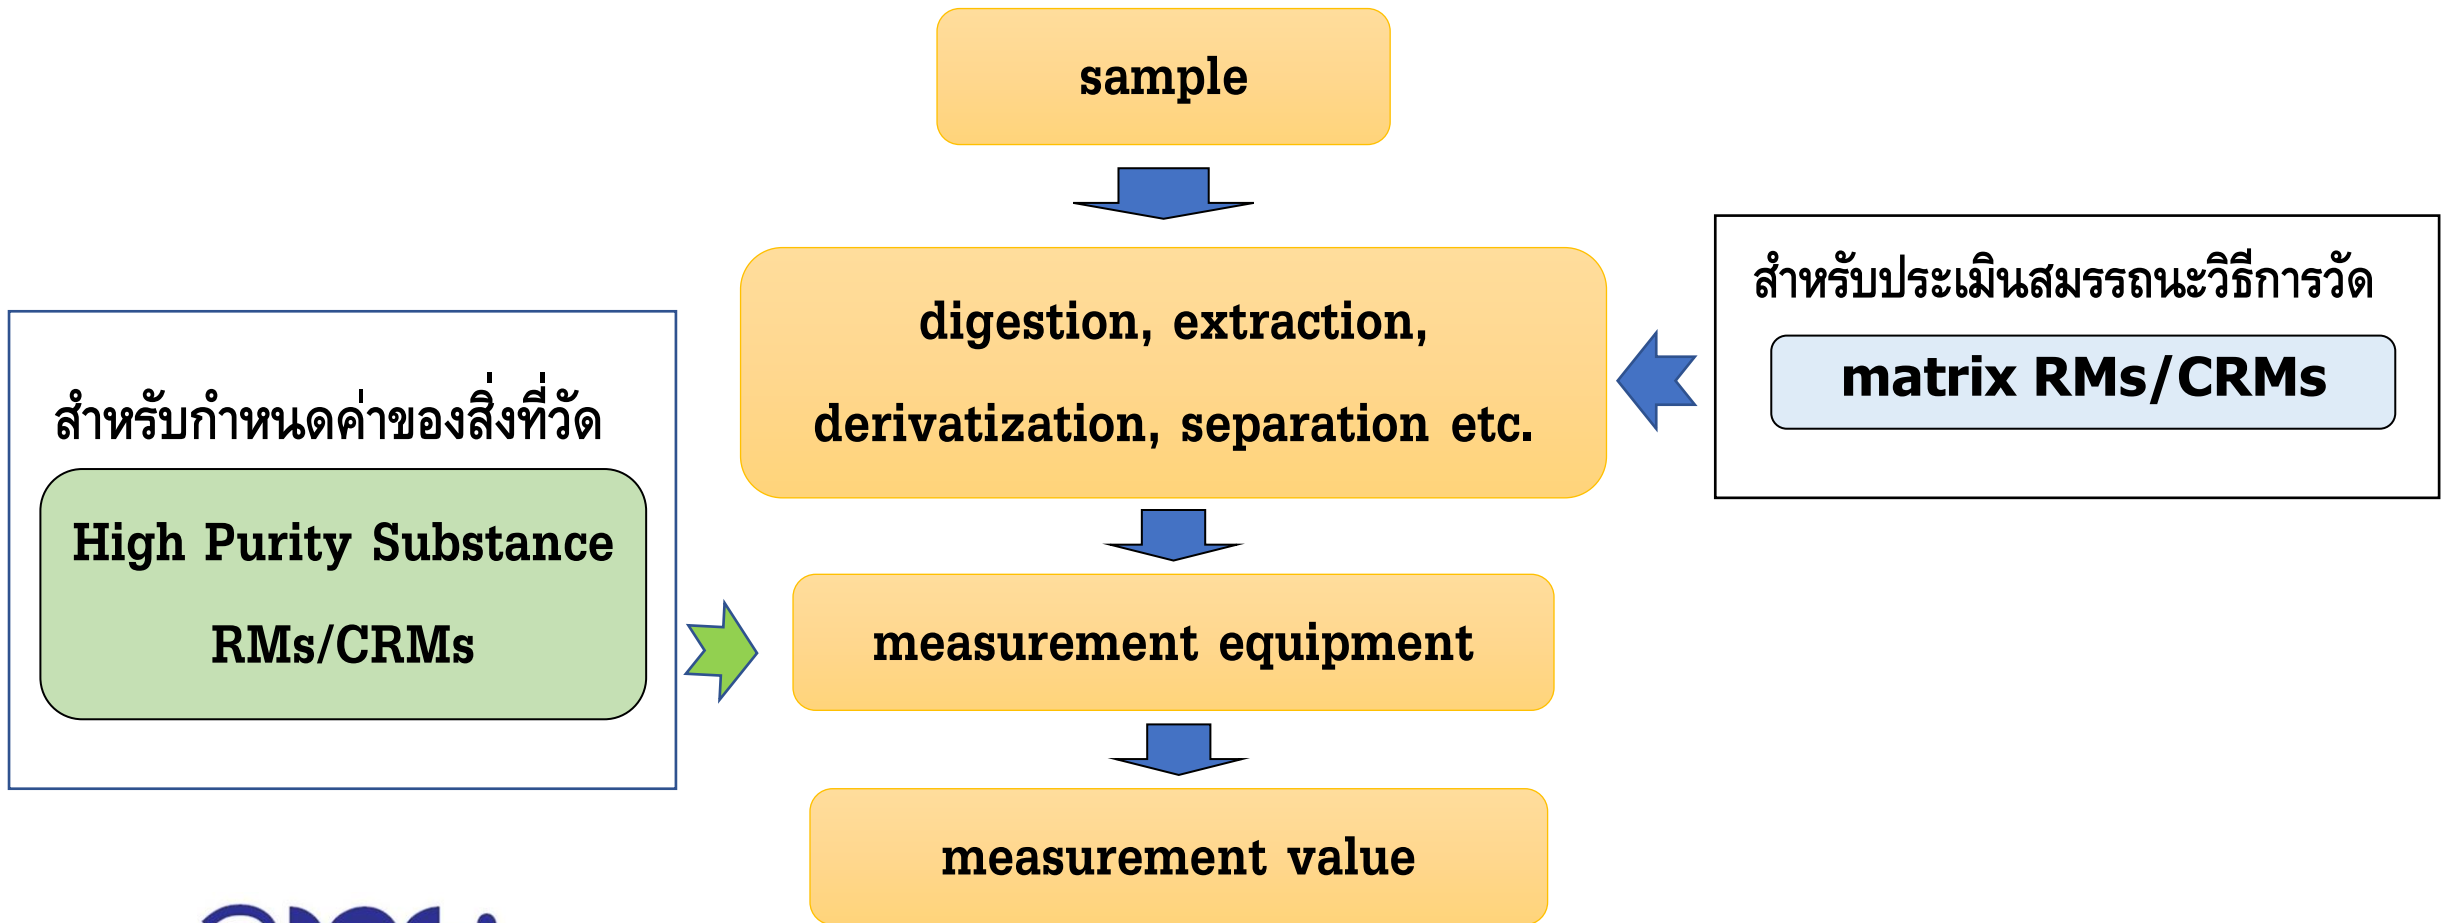 sample
สำหรับประเมินสมรรถนะวิธีการวัด
matrix RMs/CRMs
digestion, extraction,
derivatization, separation etc.
สำหรับกำหนดค่าของสิ่งที่วัด
High Purity Substance
RMs/CRMs
measurement equipment
measurement value